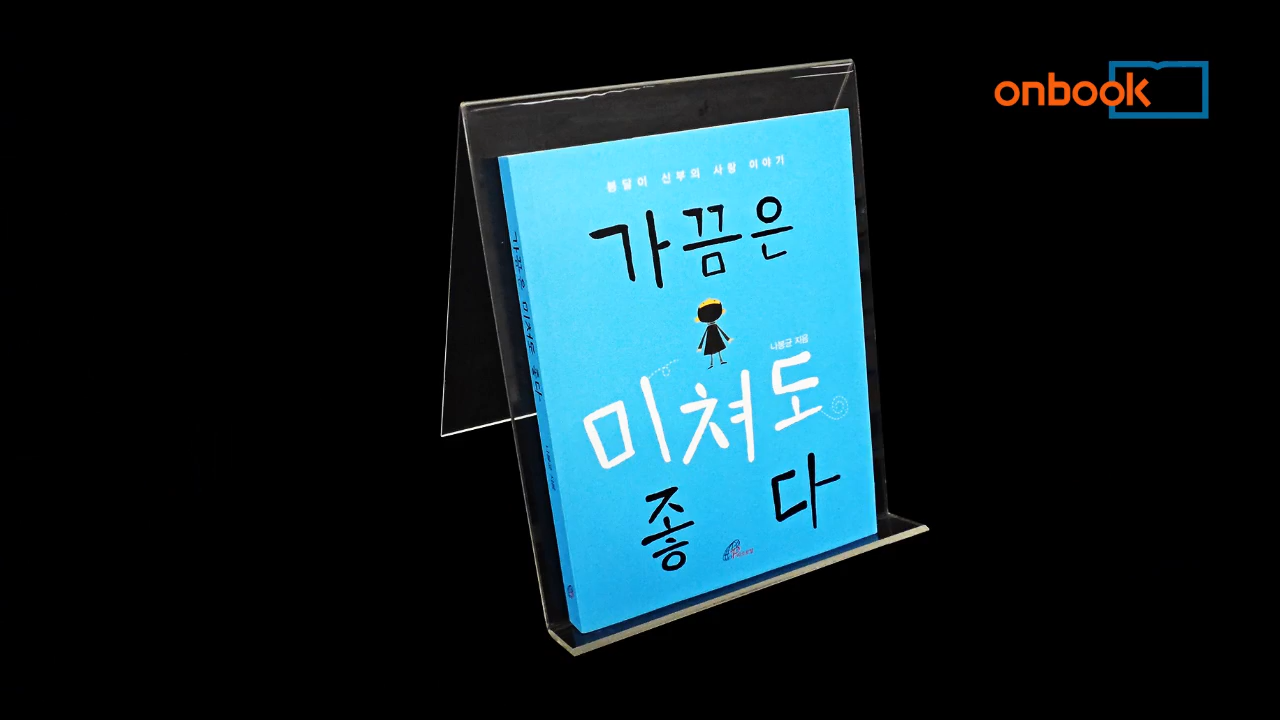 onbook
봉달이 신부의 사랑 이야기
가끔은
나봉균 지음
미쳐도
좋다
가끔은 미쳐도 좋다